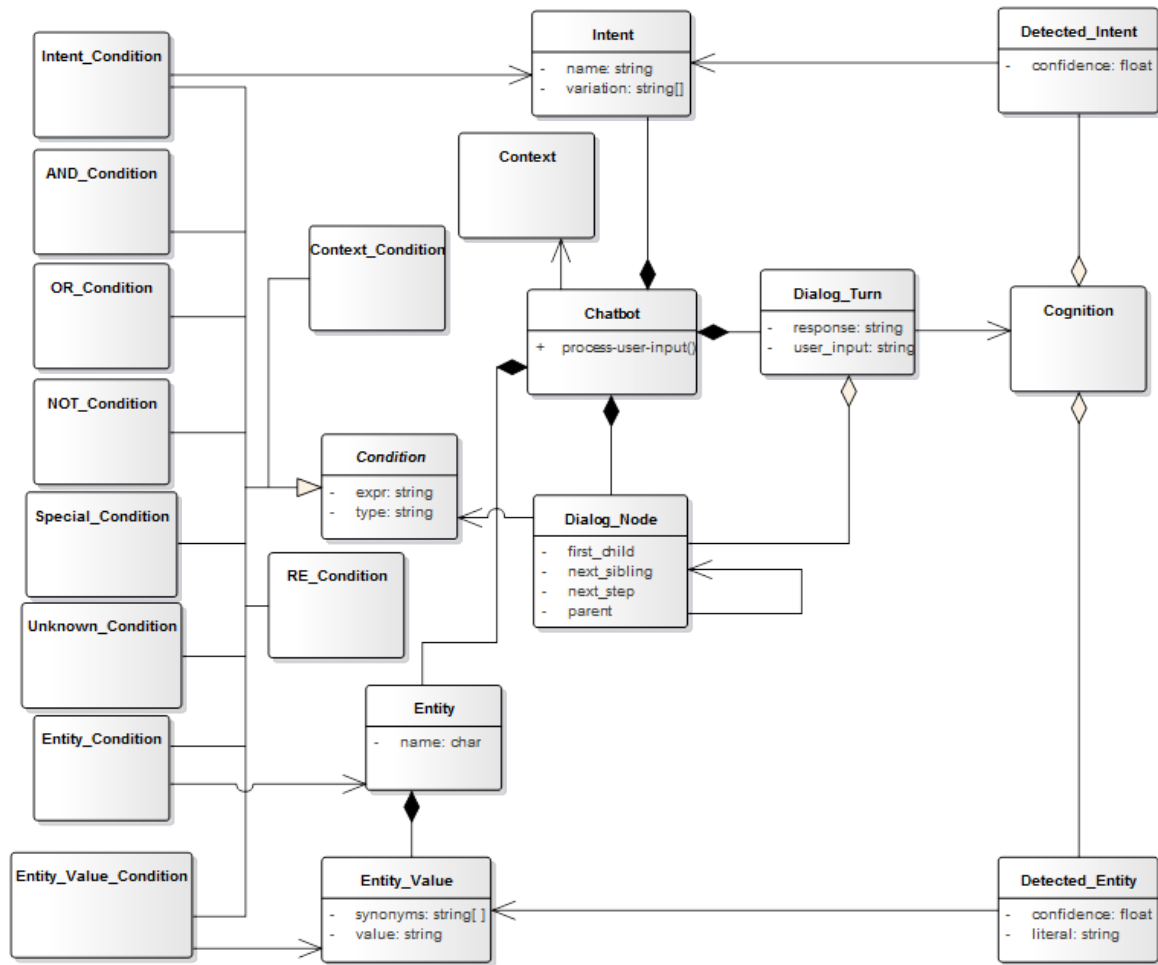 Intent_Condition
AND_Condition
OR_Condition
NOT_Condition
Special_Condition
Unknown_Condition
Entity_Condition
Entity_Value_Condition
Context_Condition
RE_Condition
Condition
- expr: string
- type: string
Intent
- name: string
- variation: string[]
Context
Chatbot
+ process-user-input()
Dialog_Node
- first_child
- next_sibling
- next_step
- parent
Entity
- name: char
Entity_Value
- synonyms: string[ ]
- value: string
Dialog_Turn
- response: string
- user_input: string
Detected_Intent
- confidence: float
Cognition
Detected_Entity
- confidence: float
- literal: string